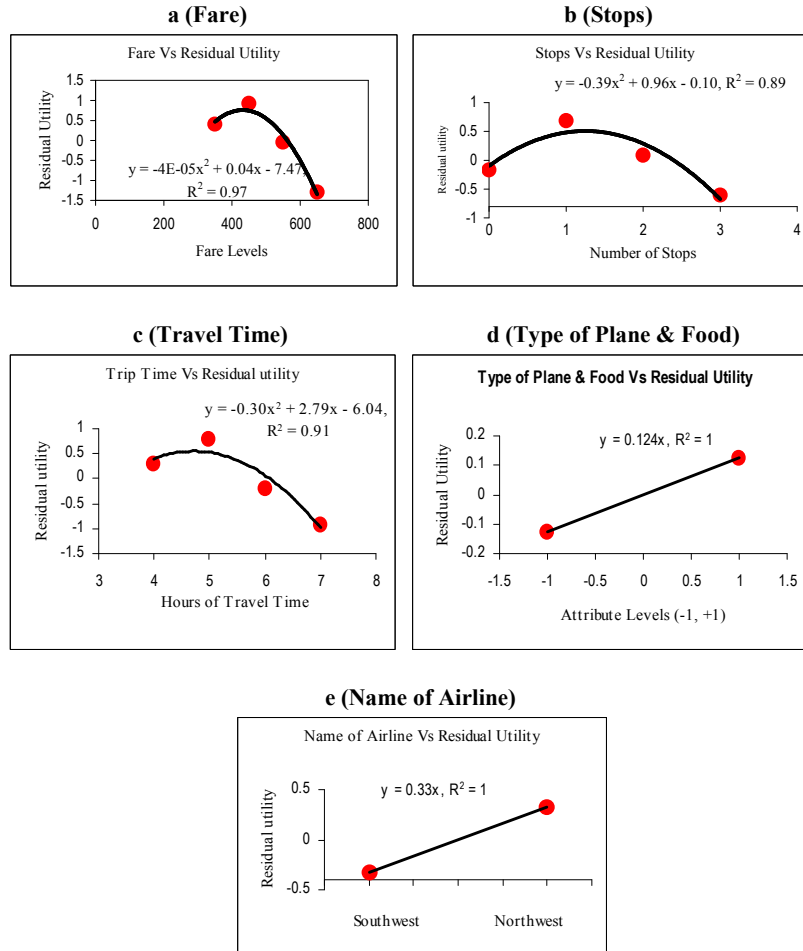 a (Fare)
Fare Vs Residual Utility
Residual Utility
1.5
1
0.5
0
-0.5
-1
-1.5
y = -4E-05x² + 0.04x - 7.47,
R² = 0.97
0 200 400 600 800
Fare Levels
b (Stops)
Stops Vs Residual Utility
y = -0.39x² + 0.96x - 0.10, R² = 0.89
Residual utility
1
0.5
0
-0.5
-1
0 1 2 3 4
Number of Stops
c (Travel Time)
Trip Time Vs Residual utility
y = -0.30x² + 2.79x - 6.04,
R² = 0.91
Residual utility
1
0.5
0
-0.5
-1
-1.5
3 4 5 6 7 8
Hours of Travel Time
d (Type of Plane & Food)
Type of Plane & Food Vs Residual Utility
y = 0.124x, R² = 1
Residual Utility
0.2
0.1
0
-0.1
-0.2
-1.5 -1 -0.5 0 0.5 1 1.5
Attribute Levels (-1, +1)
e (Name of Airline)
Name of Airline Vs Residual Utility
y = 0.33x, R² = 1
Residual utility
0.5
0
-0.5
Southwest Northwest